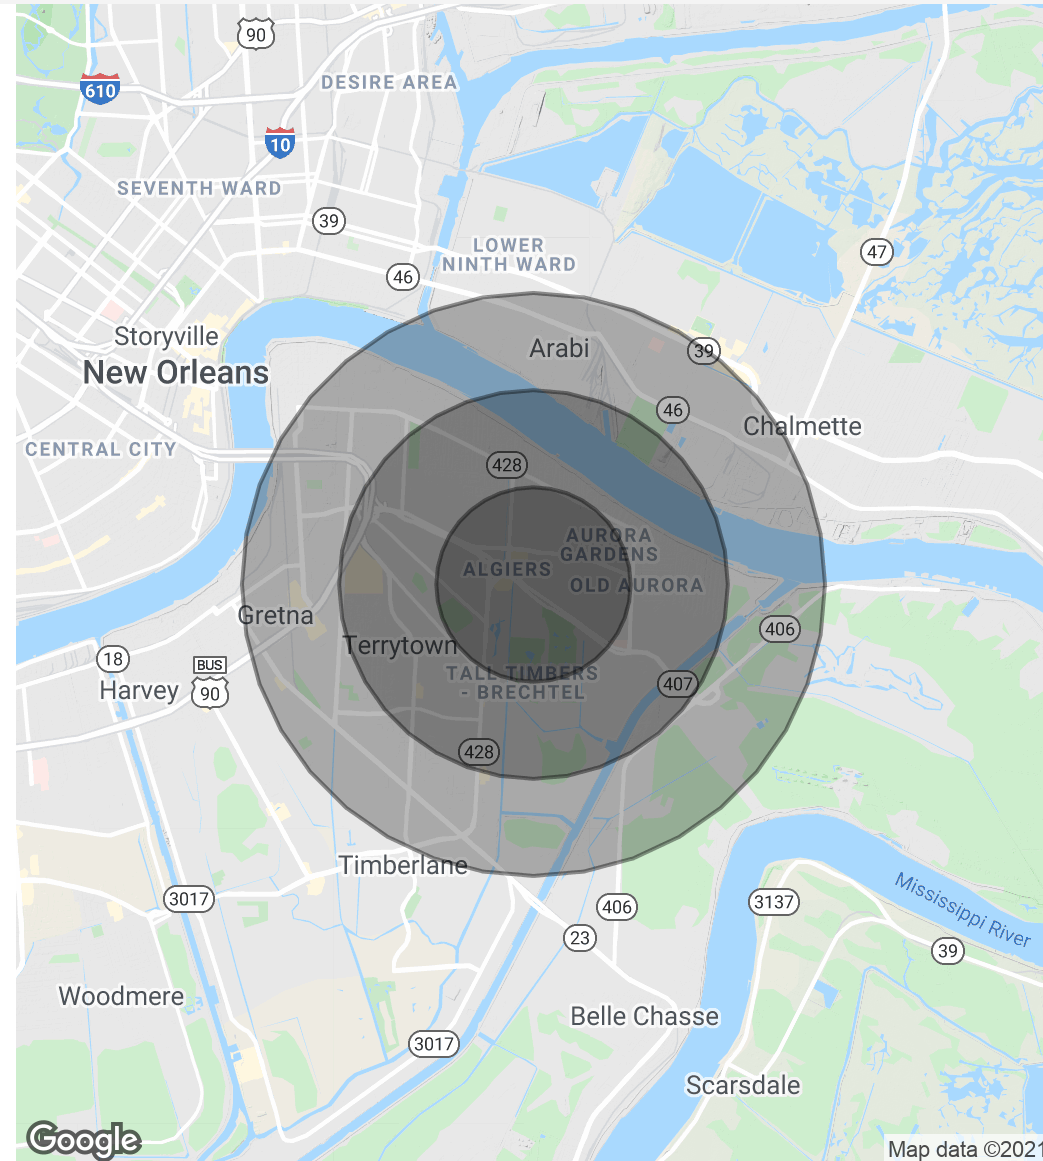 90
DESIRE AREA
610
10
SEVENTH WARD
39
LOWER
NINTH WARD
47
46
Storyville
Arabi
39
New Orleans
46
Chalmette
CENTRAL CITY
428
AURORA
GARDENS
ALGIERS
OLD AURORA
Gretna
406
Terrytown
18
BUS
90
Harvey
TALL TIMBERS
- BRECHTEL
407
428
Timberlane
3017
406
3137
Mississippi River
23
39
Woodmere
Belle Chasse
3017
Scarsdale
Google
Map data ©2021